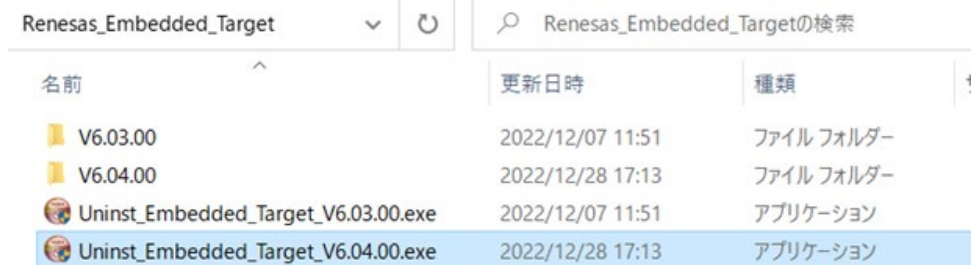 Renesas_Embedded_Target Renesas_Embedded_Targetの検索
名前 更新日時 種類
V6.03.00 2022/12/07 11:51 ファイル フォルダー
V6.04.00 2022/12/28 17:13 ファイル フォルダー
Uninst_Embedded_Target_V6.03.00.exe 2022/12/07 11:51 アプリケーション
Uninst_Embedded_Target_V6.04.00.exe 2022/12/28 17:13 アプリケーション